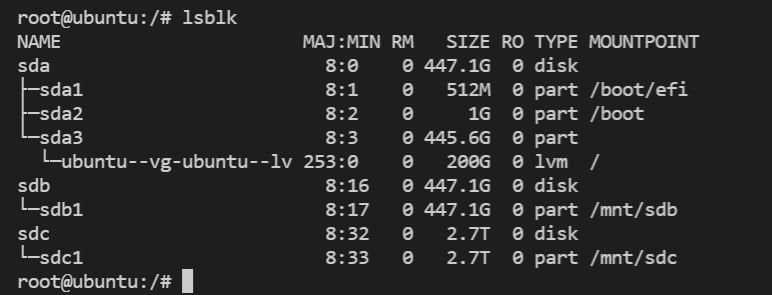 root@ubuntu:/# lsblk
NAME                      MAJ:MIN RM   SIZE RO TYPE MOUNTPOINT
sda                         8:0    0 447.1G  0 disk
├─sda1                      8:1    0   512M  0 part /boot/efi
├─sda2                      8:2    0     1G  0 part /boot
└─sda3                      8:3    0 445.6G  0 part
  └─ubuntu--vg-ubuntu--lv 253:0    0   200G  0 lvm  /
sdb                         8:16   0 447.1G  0 disk
└─sdb1                      8:17   0 447.1G  0 part /mnt/sdb
sdc                         8:32   0   2.7T  0 disk
└─sdc1                      8:33   0   2.7T  0 part /mnt/sdc
root@ubuntu:/#